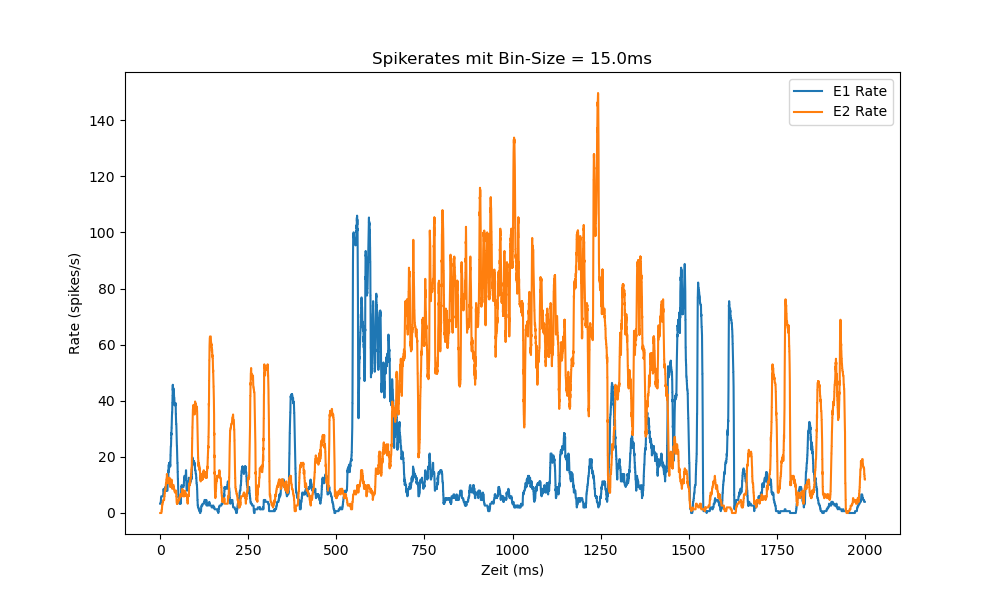 Spikerates mit Bin-Size = 15.0ms
E1 Rate
E2 Rate
Rate (spikes/s)
140
120
100
80
60
40
20
0
0 250 500 750 1000 1250 1500 1750 2000
Zeit (ms)